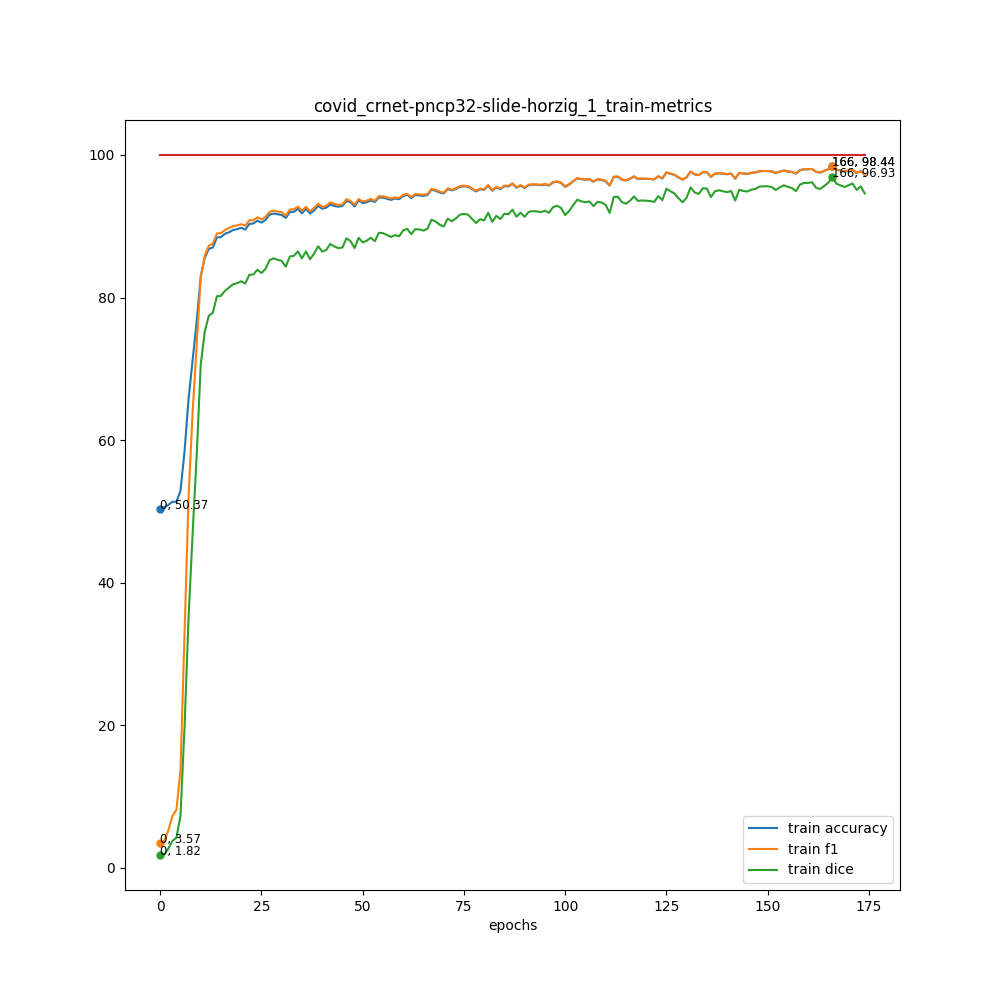 covid_crnet-pncp32-slide-horzig_1_train-metrics
100
80
60
40
20
0
166, 98.44
166, 96.93
0, 50.37
0, 3.57
0, 1.82
train accuracy
train f1
train dice
0 25 50 75 100 125 150 175
epochs